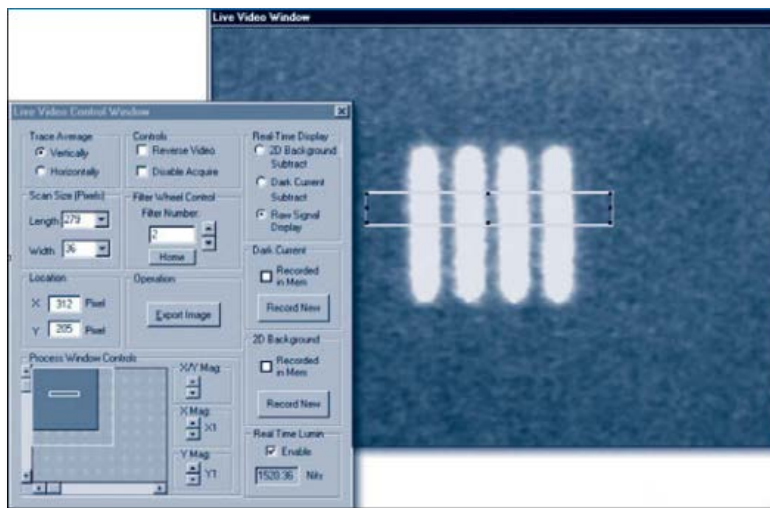 Live Video Window
Live Video Control Window
Trace Average
Vertically
Horizontally
Controls
Reverse Video
Disable Acquire
Real-Time Display
2D Background
Subtract
Dark Current
Subtract
Raw Signal
Display
Scan Size (Pixels)
Length 279
Width 36
Filter Wheel Control
Filter Number:
2
Home
Dark Current
Recorded
in Mem
Record New
Location
X 312 Pixel
Y 205 Pixel
Operation
Export Image
2D Background
Recorded
in Mem
Record New
Process Window Controls
X/Y Mag:
X Mag:
X1
Y Mag:
Y1
Real Time Lumin
Enable
1520.36 Nits